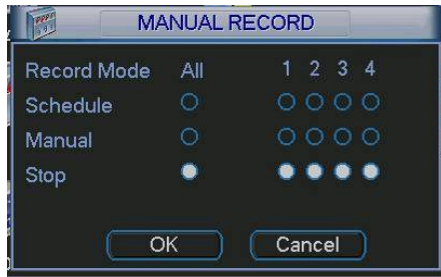 MANUAL RECORD
Record Mode All 1 2 3 4
Schedule
Manual
Stop
OK Cancel